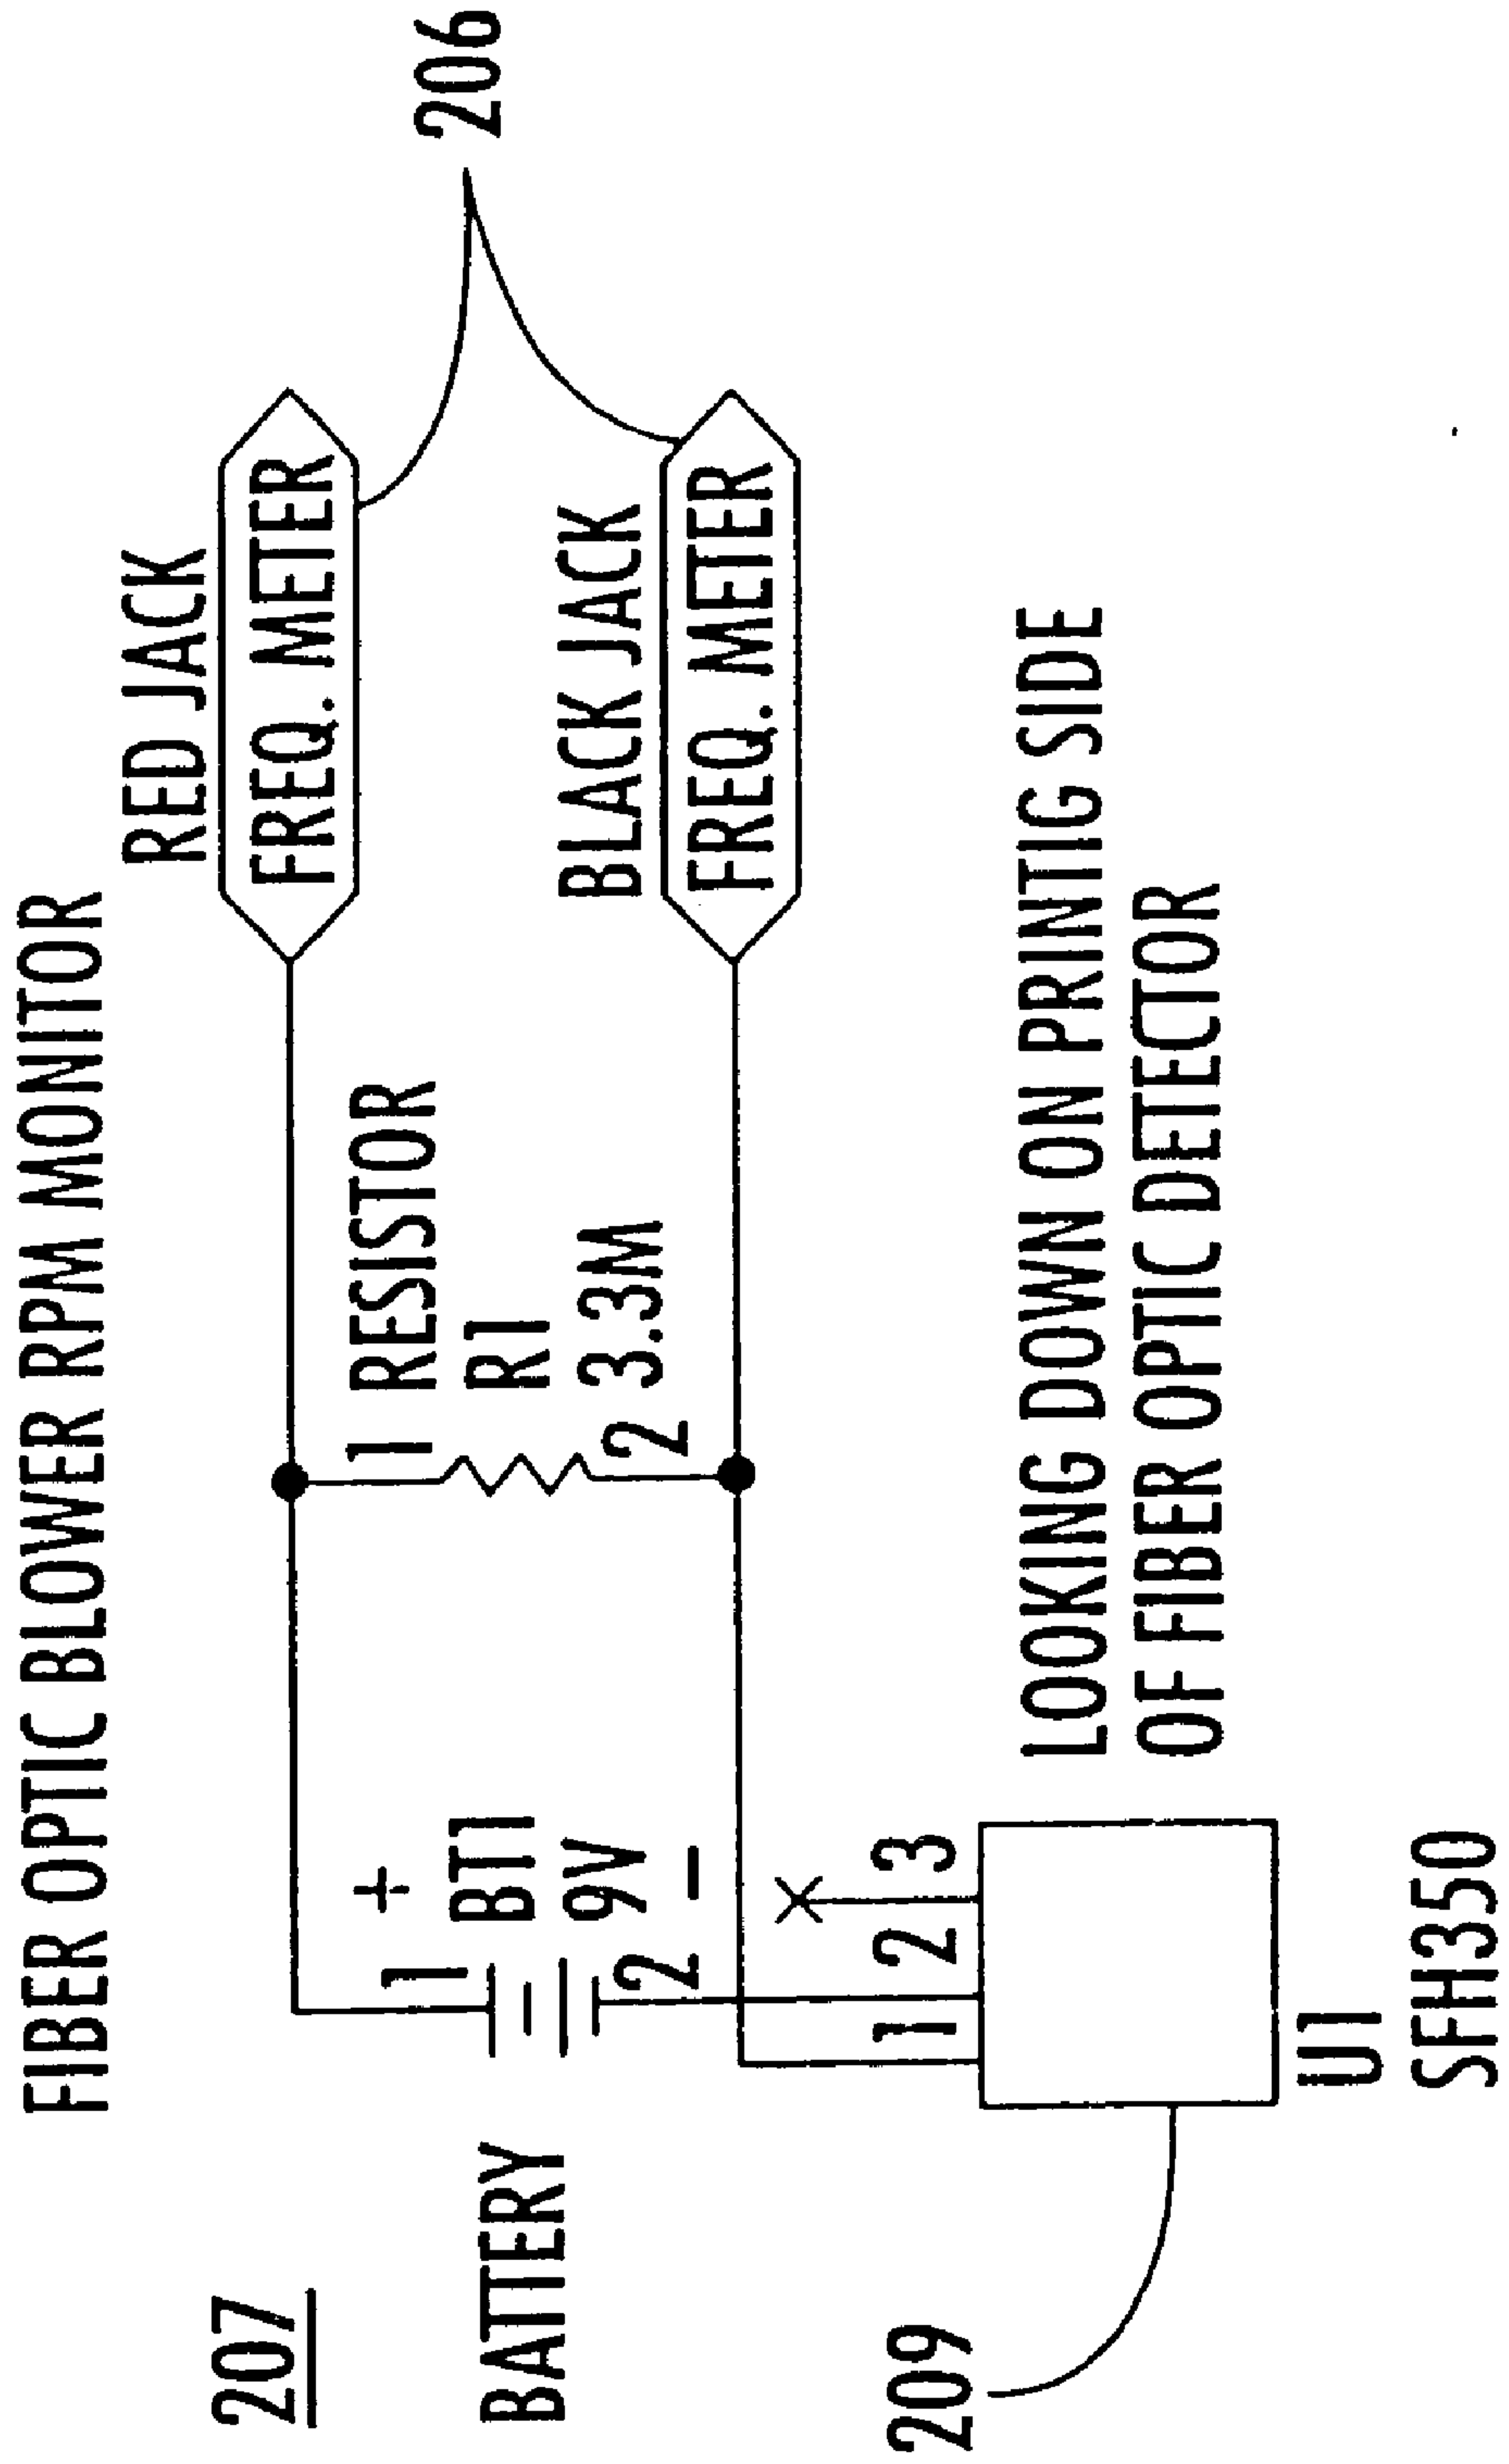 FIBER OPTIC BLOWER RPM MONITOR
207
RED JACK
FREQ. METER
206
1 RESISTOR
R1
2 3.3M
BATTERY
1 +
BT1
9V
2 −
BLACK JACK
FREQ. METER
209
1 2 3
LOOKING DOWN ON PRINTIG SIDE
OF FIBER OPTIC DETECTOR
U1
SFH350